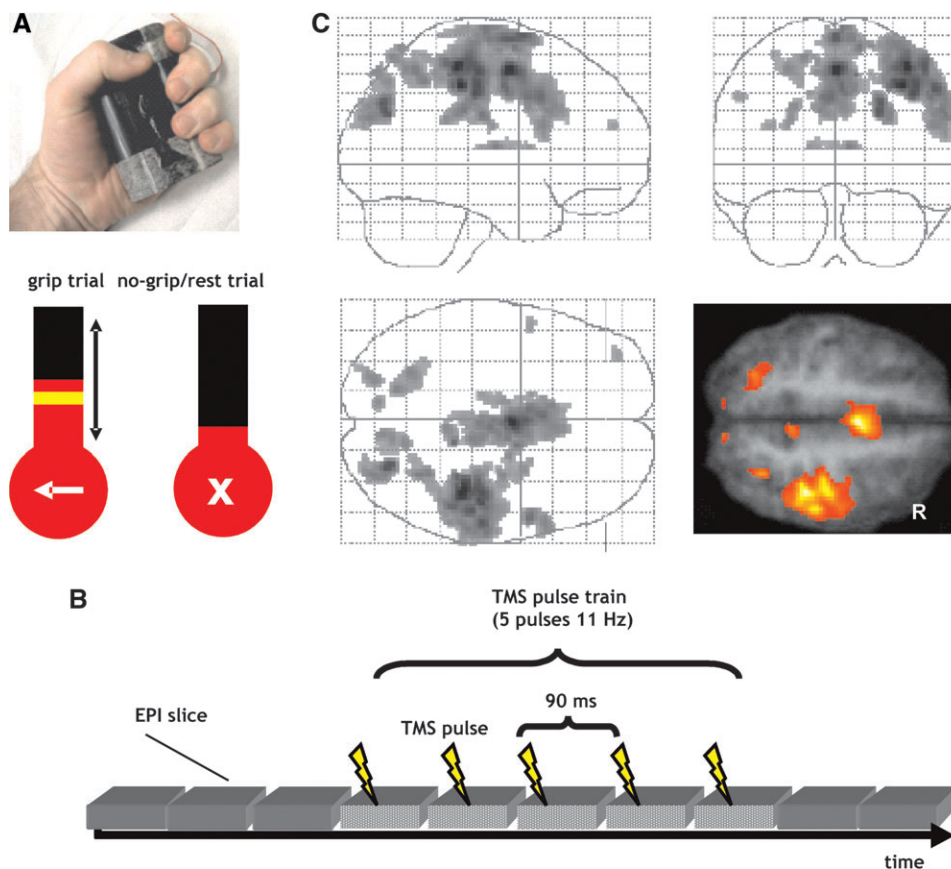 A
C
grip trial
no-grip/rest trial
X
R
B
TMS pulse train
(5 pulses 11 Hz)
90 ms
EPI slice
TMS pulse
time